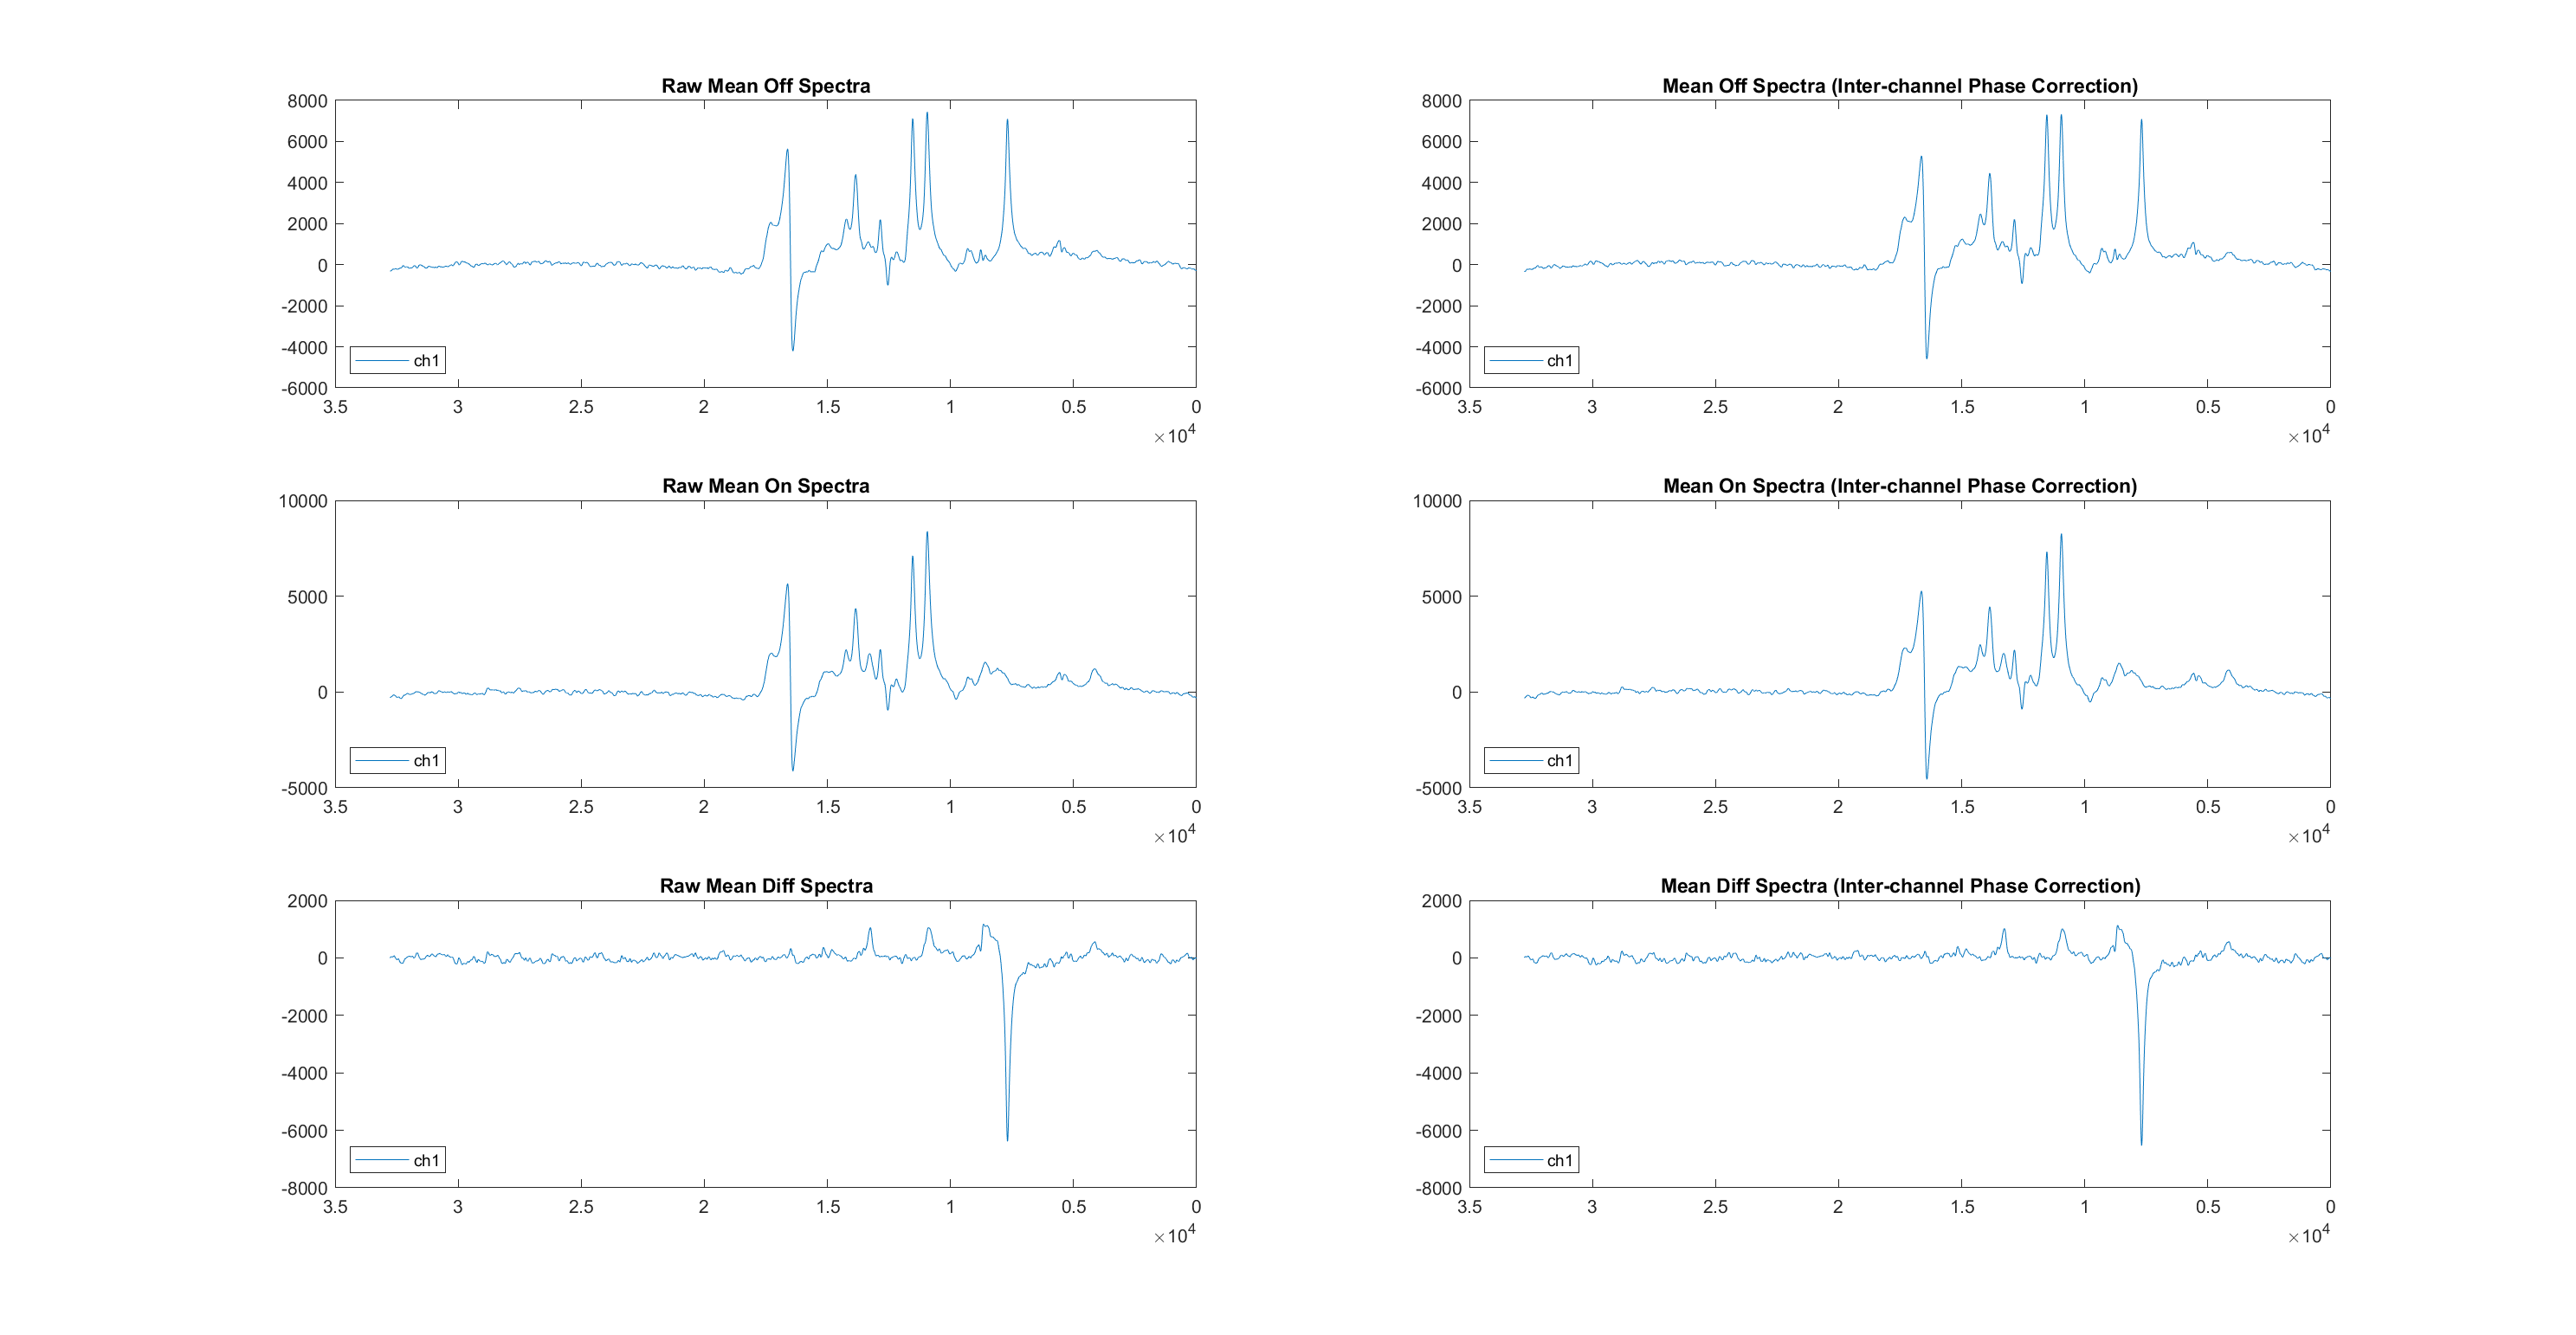 Raw Mean Off Spectra
8000
6000
4000
2000
0
-2000
-4000
-6000
ch1
3.5 3 2.5 2 1.5 1 0.5 0
×10^4
Mean Off Spectra (Inter-channel Phase Correction)
8000
6000
4000
2000
0
-2000
-4000
-6000
ch1
3.5 3 2.5 2 1.5 1 0.5 0
×10^4
Raw Mean On Spectra
10000
5000
0
-5000
ch1
3.5 3 2.5 2 1.5 1 0.5 0
×10^4
Mean On Spectra (Inter-channel Phase Correction)
10000
5000
0
-5000
ch1
3.5 3 2.5 2 1.5 1 0.5 0
×10^4
Raw Mean Diff Spectra
2000
0
-2000
-4000
-6000
-8000
ch1
3.5 3 2.5 2 1.5 1 0.5 0
×10^4
Mean Diff Spectra (Inter-channel Phase Correction)
2000
0
-2000
-4000
-6000
-8000
ch1
3.5 3 2.5 2 1.5 1 0.5 0
×10^4